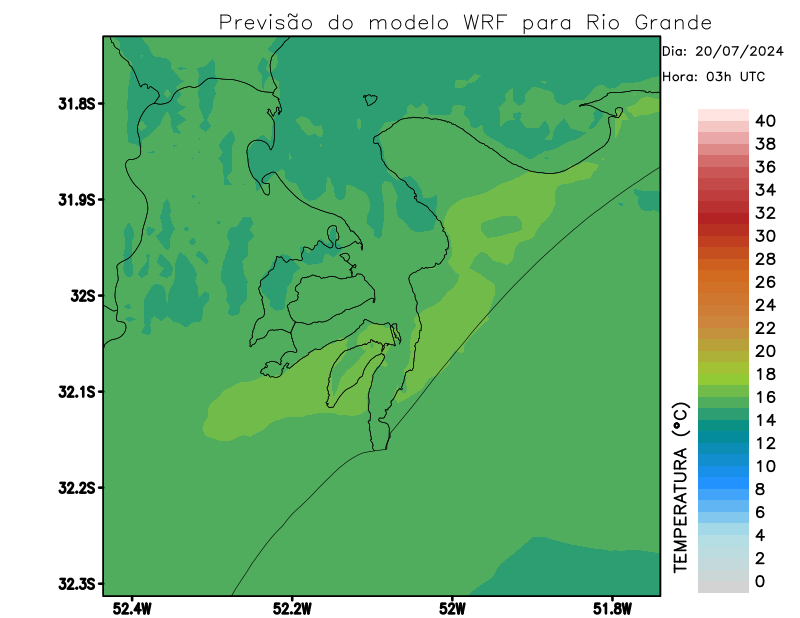 Previsão do modelo WRF para Rio Grande
Dia: 20/07/2024
Hora: 03h UTC
31.8S
31.9S
32S
32.1S
32.2S
32.3S
52.4W
52.2W
52W
51.8W
TEMPERATURA (°C)
40
38
36
34
32
30
28
26
24
22
20
18
16
14
12
10
8
6
4
2
0